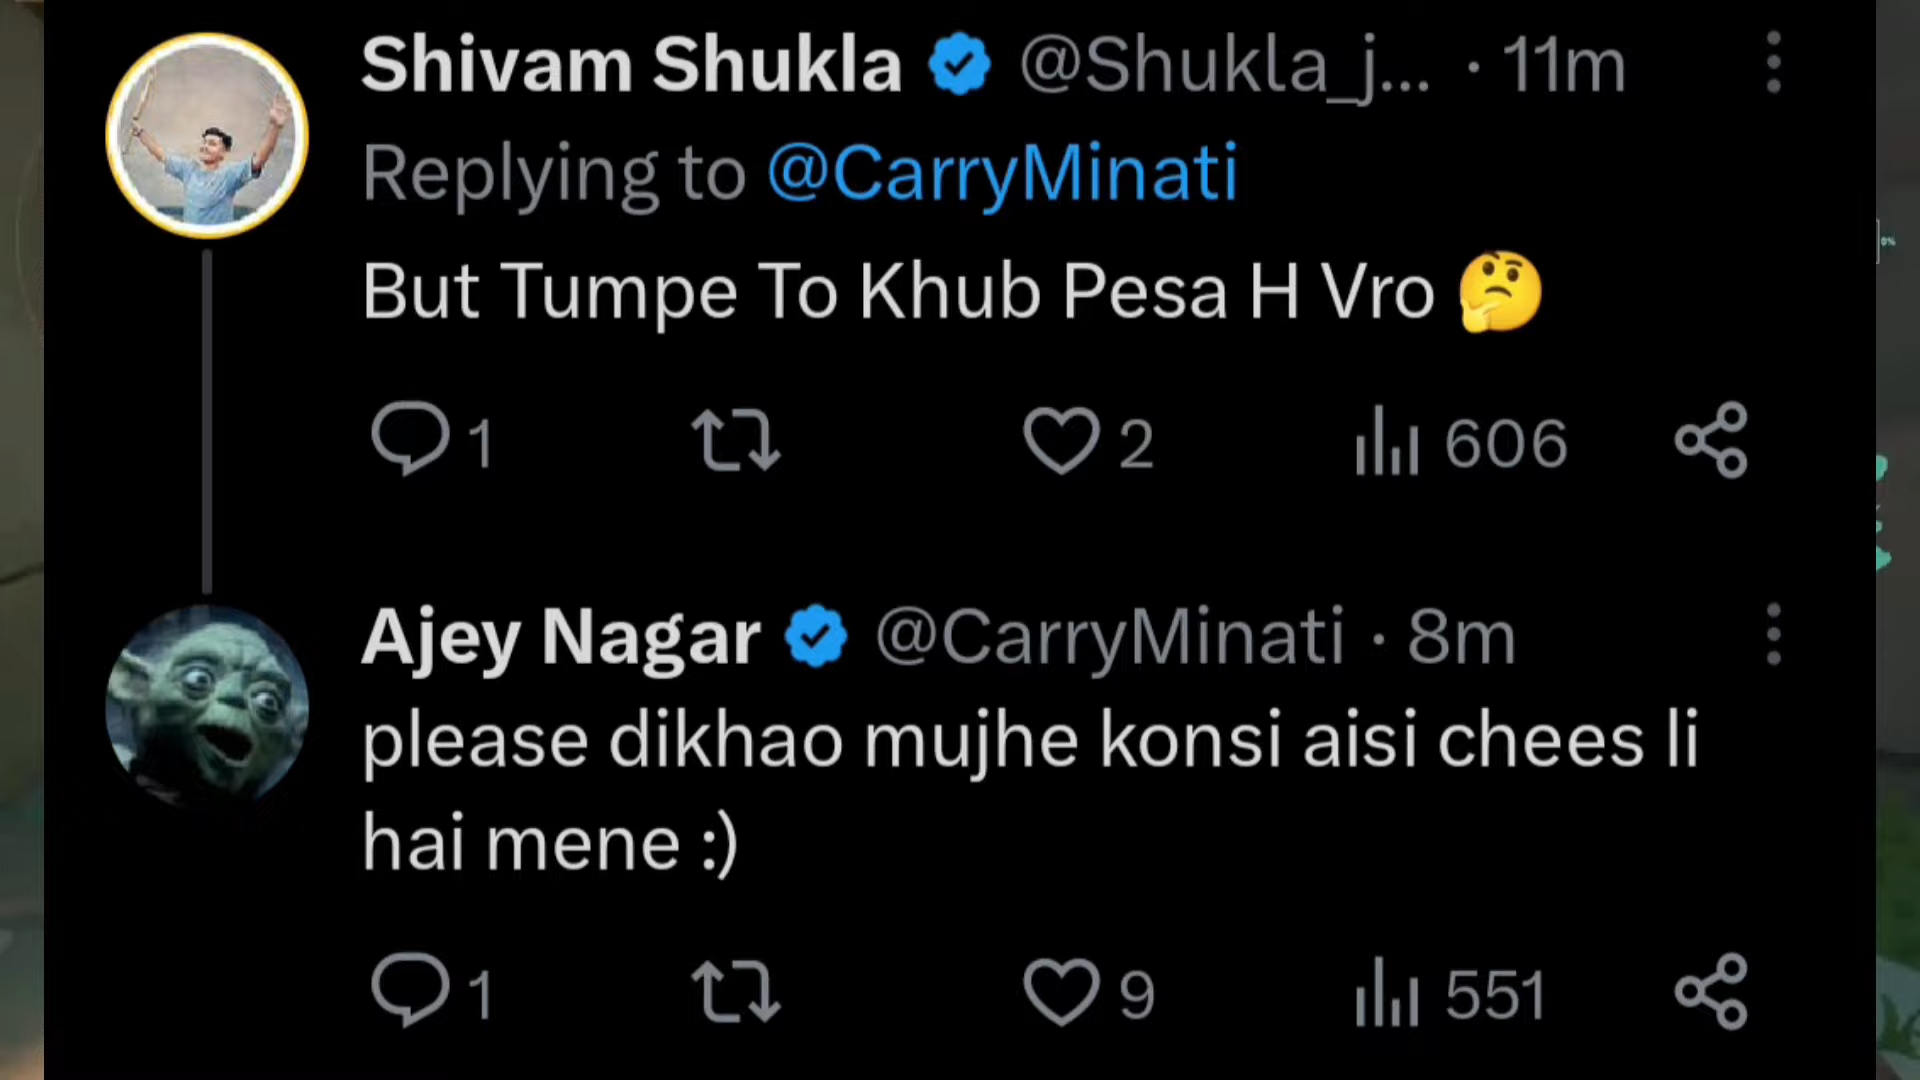 Shivam Shukla @Shukla_j... · 11m
Replying to @CarryMinati
But Tumpe To Khub Pesa H Vro 🤔
1 2 606
Ajey Nagar @CarryMinati · 8m
please dikhao mujhe konsi aisi chees li
hai mene :)
1 9 551
0%